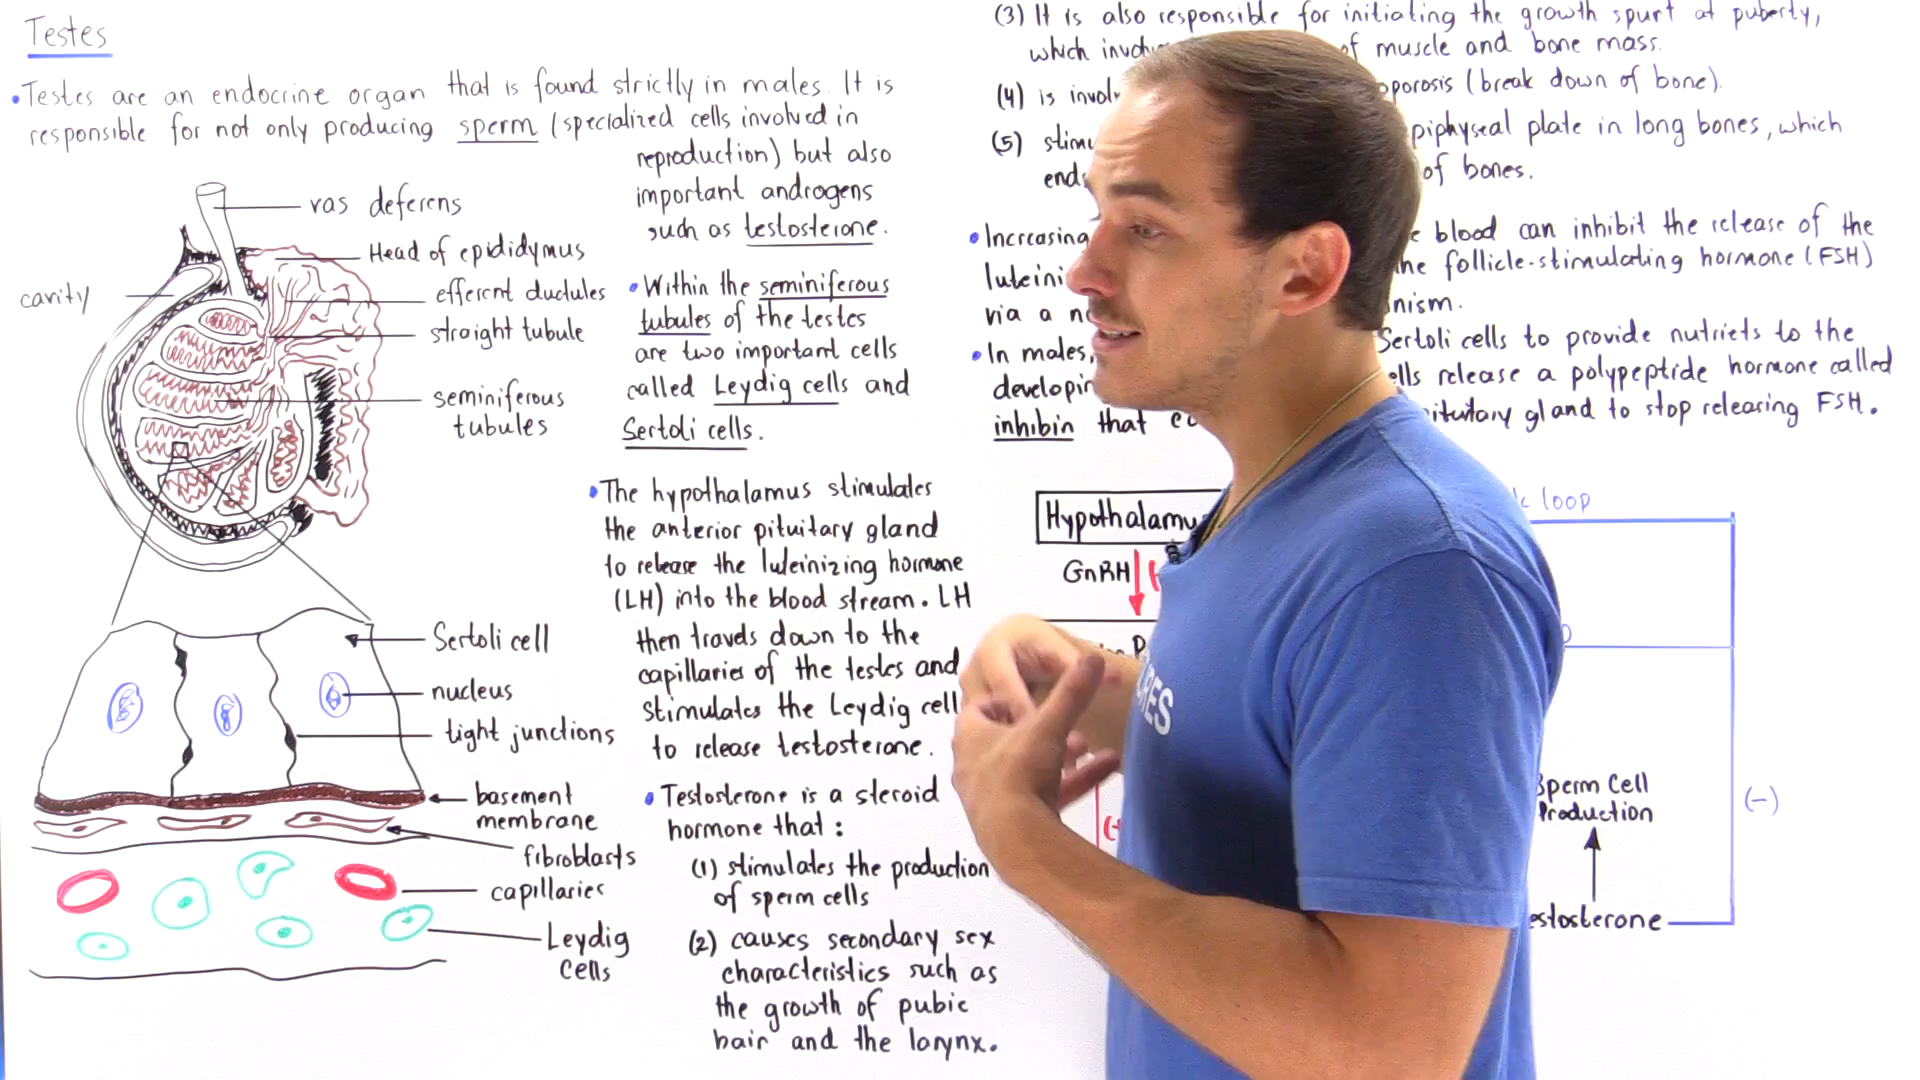 Testes
•Testes are an endocrine organ that is found strictly in males. It is
responsible for not only producing sperm (specialized cells involved in
reproduction) but also
important androgens
such as testosterone.
vas deferens
Head of epididymus
cavity
efferent ductules
straight tubule
seminiferous
tubules
•Within the seminiferous
tubules of the testes
are two important cells
called Leydig cells and
Sertoli cells.
•The hypothalamus stimulates
the anterior pituitary gland
to release the luteinizing hormone
(LH) into the blood stream. LH
then travels down to the
capillaries of the testes and
stimulates the Leydig cell
to release testosterone.
Sertoli cell
nucleus
tight junctions
basement
membrane
fibroblasts
capillaries
Leydig
cells
•Testosterone is a steroid
hormone that:
(1) stimulates the production
of sperm cells
(2) causes secondary sex
characteristics such as
the growth of pubic
hair and the larynx.
(3) It is also responsible for initiating the growth spurt at puberty,
which of muscle and bone mass.
(4) is (break down of bone).
(5) plate in long bones, which
of bones.
•Increasing blood can inhibit the release of the
follicle-stimulating hormone (FSH)
via a
•In males, Sertoli cells to provide nutriets to the
release a polypeptide hormone called
inhibin that gland to stop releasing FSH.
loop
GnRH
Sperm Cell
Production
(-)